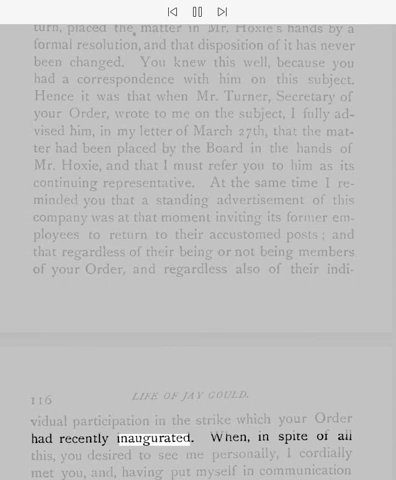 turn, placed the matter in Mr. Hoxie's hands by a
formal resolution, and that disposition of it has never
been changed. You knew this well, because you
had a correspondence with him on this subject.
Hence it was that when Mr. Turner, Secretary of
your Order, wrote to me on the subject, I fully ad-
vised him, in my letter of March 27th, that the mat-
ter had been placed by the Board in the hands of
Mr. Hoxie, and that I must refer you to him as its
continuing representative. At the same time I re-
minded you that a standing advertisement of this
company was at that moment inviting its former em-
ployees to return to their accustomed posts; and
that regardless of their being or not being members
of your Order, and regardless also of their indi-
116 LIFE OF JAY GOULD.
vidual participation in the strike which your Order
had recently inaugurated. When, in spite of all
this, you desired to see me personally, I cordially
met you, and, having put myself in communication